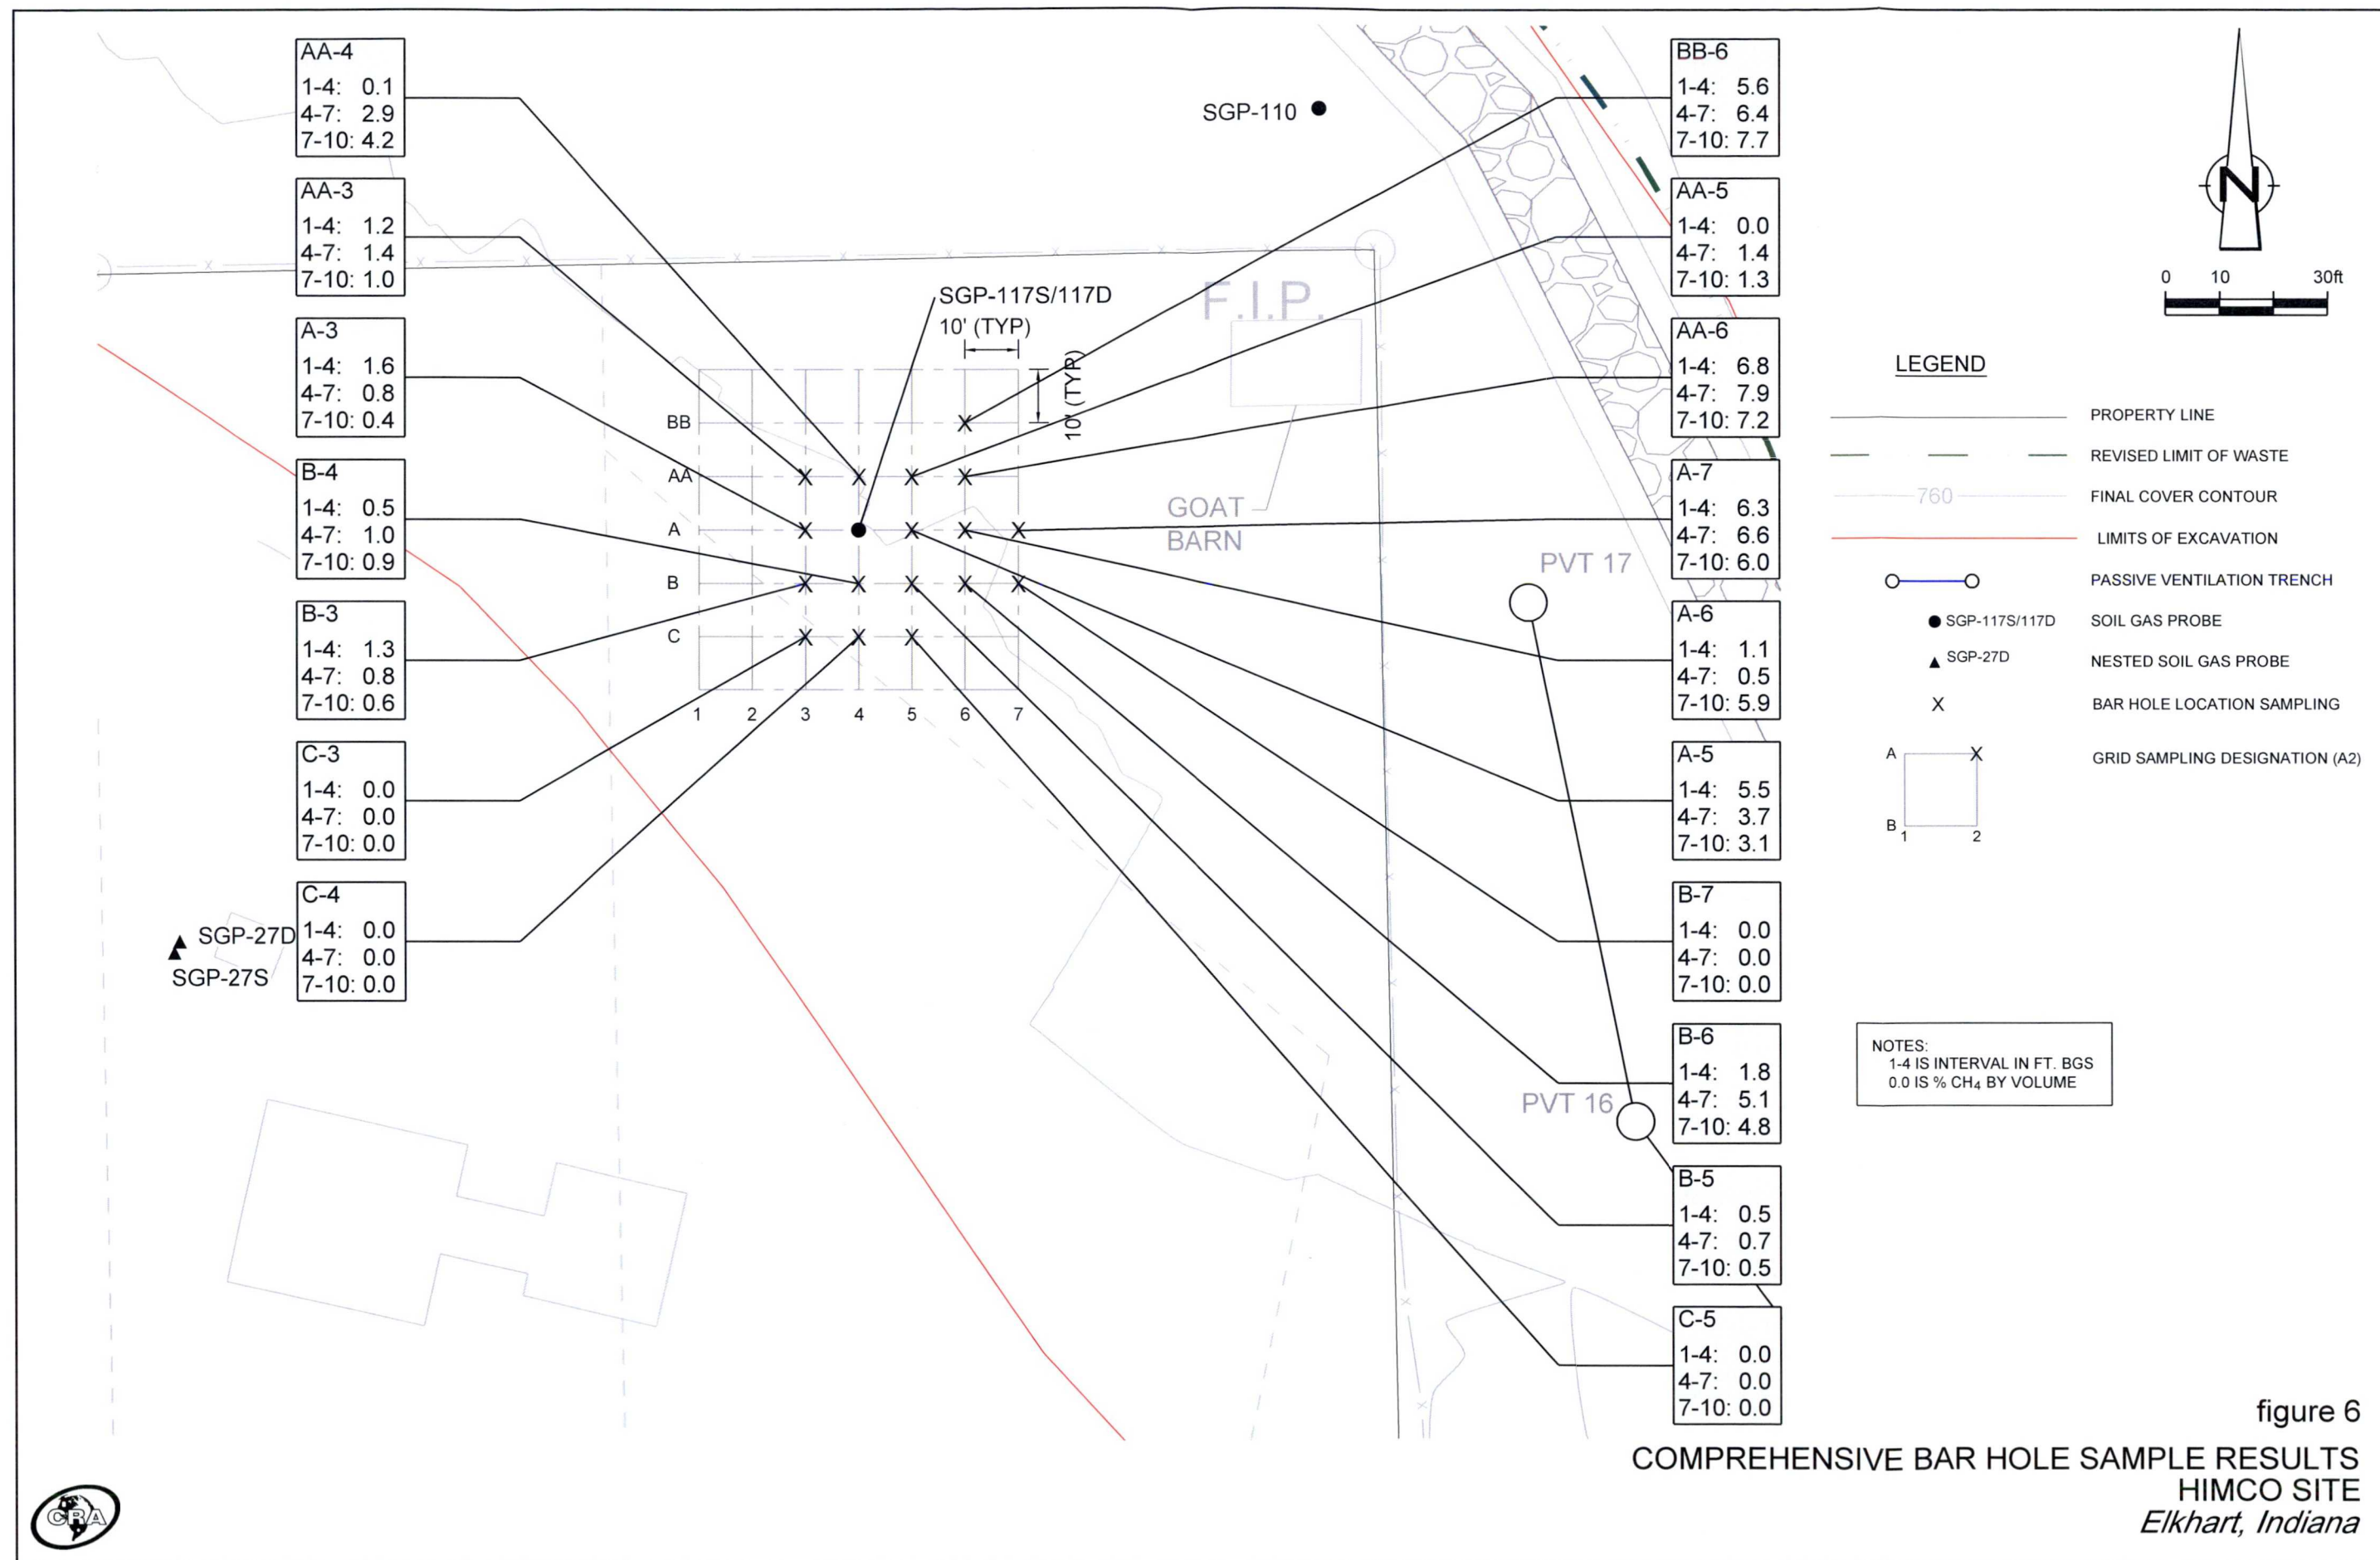 AA-4
1-4: 0.1
4-7: 2.9
7-10: 4.2
AA-3
1-4: 1.2
4-7: 1.4
7-10: 1.0
A-3
1-4: 1.6
4-7: 0.8
7-10: 0.4
B-4
1-4: 0.5
4-7: 1.0
7-10: 0.9
B-3
1-4: 1.3
4-7: 0.8
7-10: 0.6
C-3
1-4: 0.0
4-7: 0.0
7-10: 0.0
C-4
1-4: 0.0
4-7: 0.0
7-10: 0.0
SGP-27D
SGP-27S
SGP-110
SGP-117S/117D
10' (TYP)
10' (TYP)
F.I.P.
GOAT
BARN
BB
AA
A
B
C
1 2 3 4 5 6 7
PVT 17
PVT 16
BB-6
1-4: 5.6
4-7: 6.4
7-10: 7.7
AA-5
1-4: 0.0
4-7: 1.4
7-10: 1.3
AA-6
1-4: 6.8
4-7: 7.9
7-10: 7.2
A-7
1-4: 6.3
4-7: 6.6
7-10: 6.0
A-6
1-4: 1.1
4-7: 0.5
7-10: 5.9
A-5
1-4: 5.5
4-7: 3.7
7-10: 3.1
B-7
1-4: 0.0
4-7: 0.0
7-10: 0.0
B-6
1-4: 1.8
4-7: 5.1
7-10: 4.8
B-5
1-4: 0.5
4-7: 0.7
7-10: 0.5
C-5
1-4: 0.0
4-7: 0.0
7-10: 0.0
N
0 10 30ft
LEGEND
PROPERTY LINE
REVISED LIMIT OF WASTE
760 FINAL COVER CONTOUR
LIMITS OF EXCAVATION
PASSIVE VENTILATION TRENCH
SGP-117S/117D SOIL GAS PROBE
SGP-27D NESTED SOIL GAS PROBE
X BAR HOLE LOCATION SAMPLING
A X GRID SAMPLING DESIGNATION (A2)
B
1 2
NOTES:
1-4 IS INTERVAL IN FT. BGS
0.0 IS % CH4 BY VOLUME
figure 6
COMPREHENSIVE BAR HOLE SAMPLE RESULTS
HIMCO SITE
Elkhart, Indiana
CRA